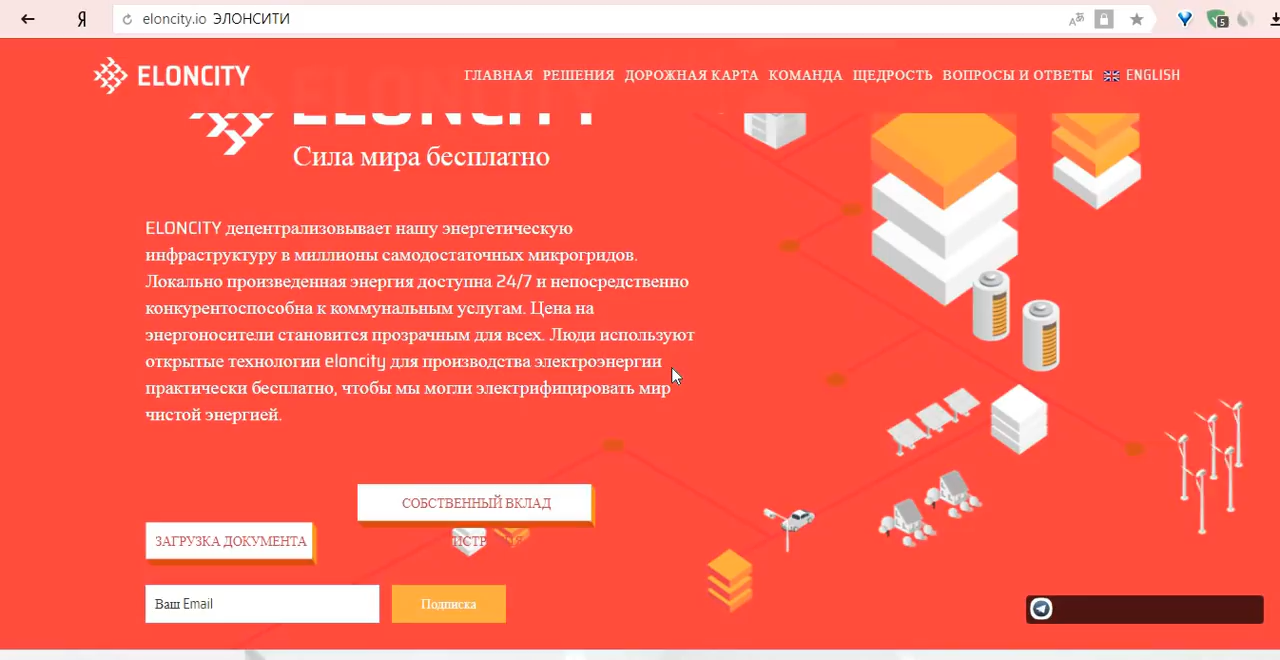 Я
eloncity.io ЭЛОНСИТИ
5
ELONCITY
ГЛАВНАЯ РЕШЕНИЯ ДОРОЖНАЯ КАРТА КОМАНДА ЩЕДРОСТЬ ВОПРОСЫ И ОТВЕТЫ ENGLISH
ELONCITY
Сила мира бесплатно
ELONCITY децентрализовывает нашу энергетическую
инфраструктуру в миллионы самодостаточных микрогридов.
Локально произведенная энергия доступна 24/7 и непосредственно
конкурентоспособна к коммунальным услугам. Цена на
энергоносители становится прозрачным для всех. Люди используют
открытые технологии eloncity для производства электроэнергии
практически бесплатно, чтобы мы могли электрифицировать мир
чистой энергией.
СОБСТВЕННЫЙ ВКЛАД
ЗАГРУЗКА ДОКУМЕНТА
Ваш Email
Подписка